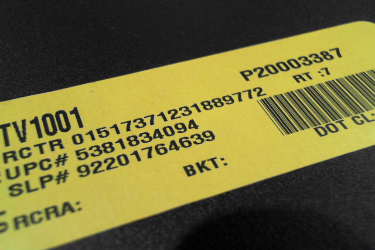 P20003387
TV1001
RT :7
RCTR 01517371231889772
UPC# 5381834094
SLP# 92201764639
DOT CL:
BKT:
RCRA: